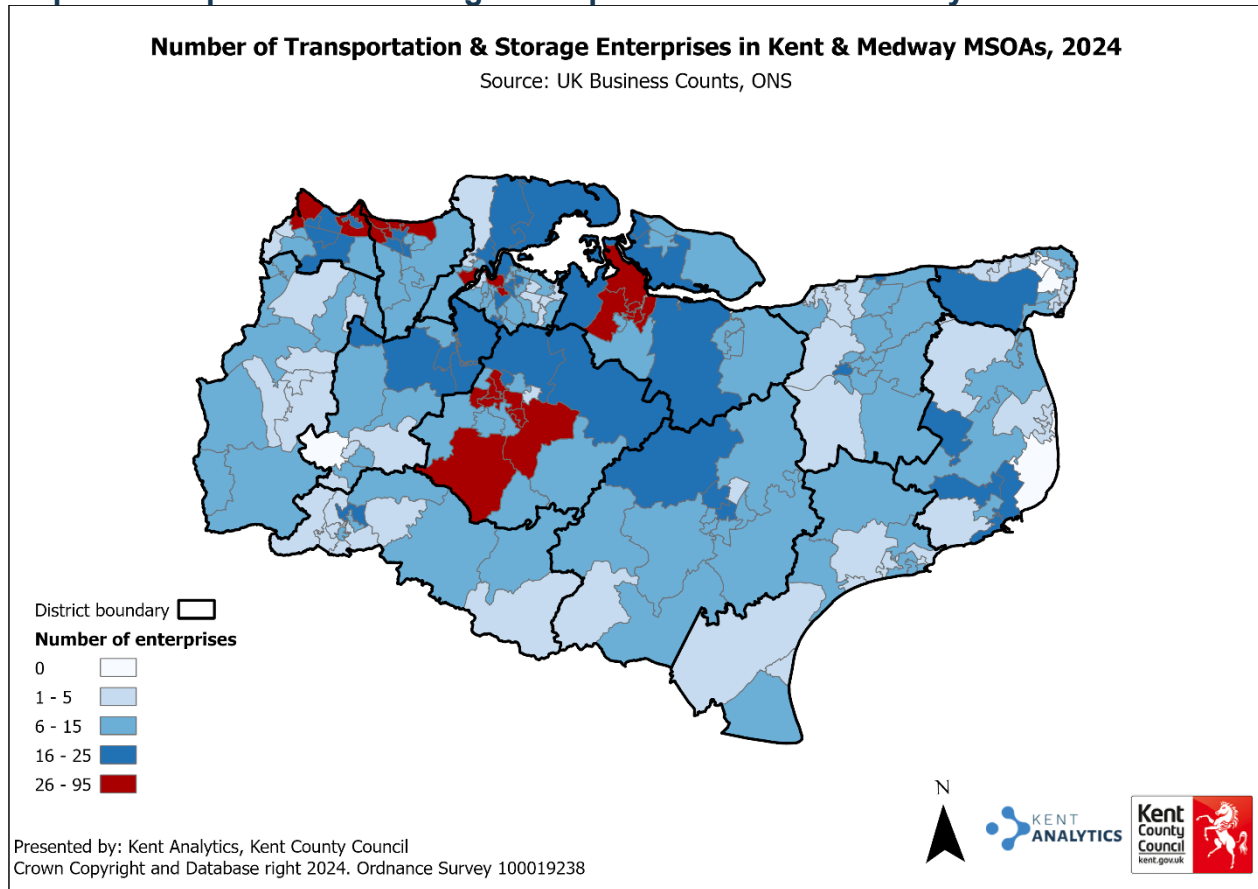 Number of Transportation & Storage Enterprises in Kent & Medway MSOAs, 2024
Source: UK Business Counts, ONS
District boundary
Number of enterprises
0
1 - 5
6 - 15
16 - 25
26 - 95
N
KENT
ANALYTICS
Kent
County
Council
kent.gov.uk
Presented by: Kent Analytics, Kent County Council
Crown Copyright and Database right 2024. Ordnance Survey 100019238